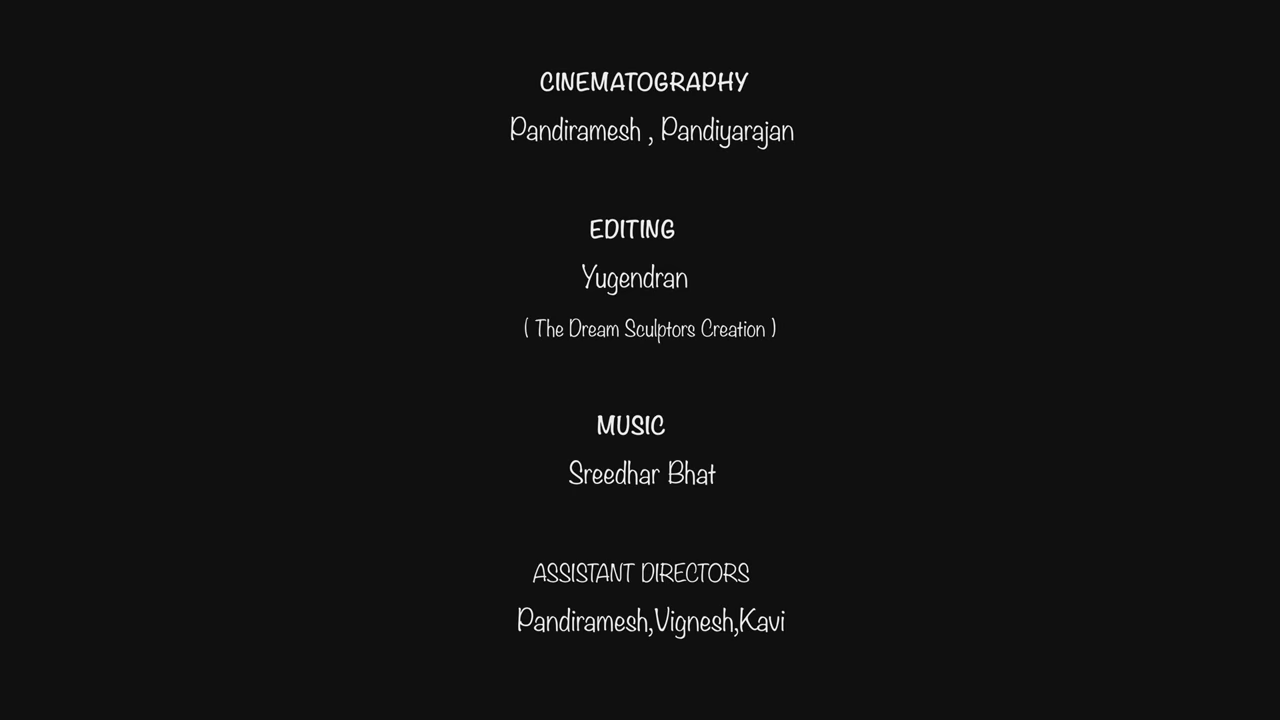 CINEMATOGRAPHY
Pandiramesh , Pandiyarajan
EDITING
Yugendran
( The Dream Sculptors Creation )
MUSIC
Sreedhar Bhat
ASSISTANT DIRECTORS
Pandiramesh,Vignesh,Kavi